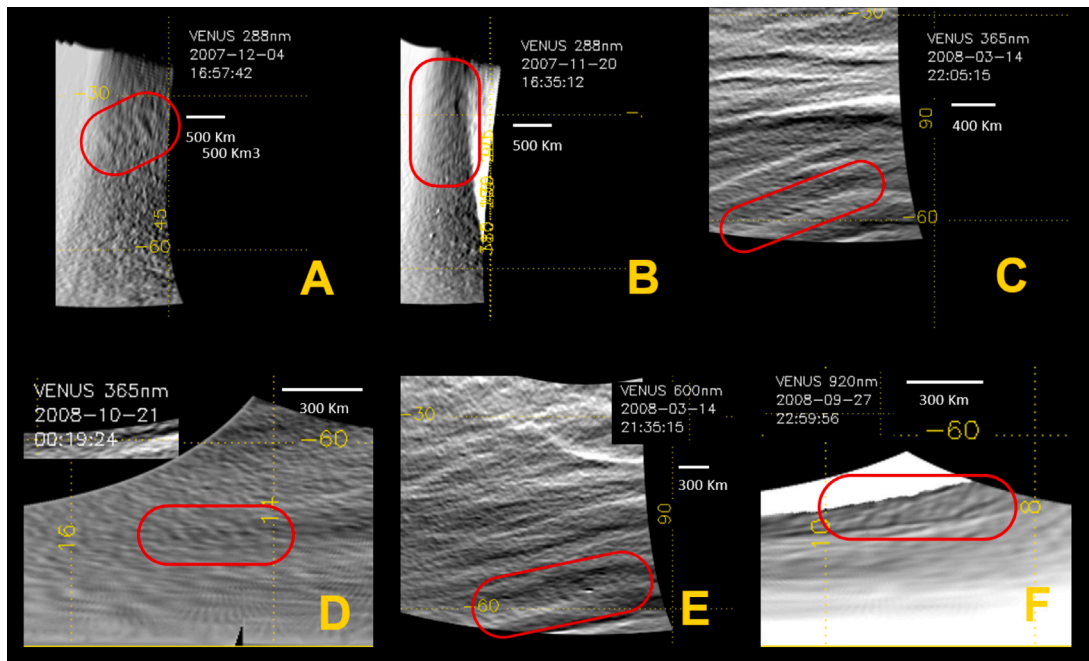 VENUS 288nm
2007-12-04
16:57:42
-30
500 Km
500 Km3
45
-60
A
VENUS 288nm
2007-11-20
16:35:12
500 Km
B
-30
VENUS 365nm
2008-03-14
22:05:15
90
400 Km
-60
C
VENUS 365nm
2008-10-21
00:19:24
300 Km
-60
16
14
D
VENUS 600nm
2008-03-14
21:35:15
-30
300 Km
90
-60
E
VENUS 920nm
2008-09-27
22:59:56
300 Km
-60
10
8
F